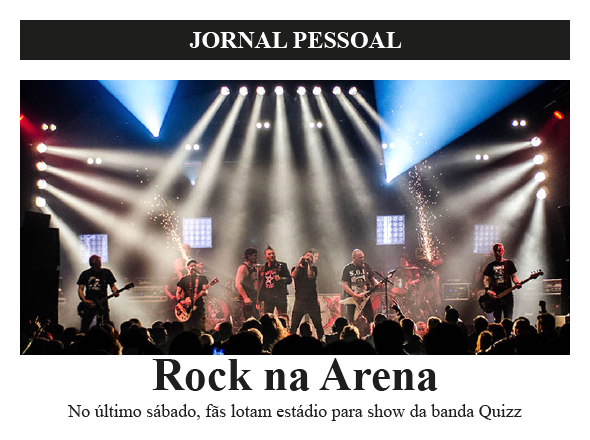 JORNAL PESSOAL
Rock na Arena
No último sábado, fãs lotam estádio para show da banda Quizz